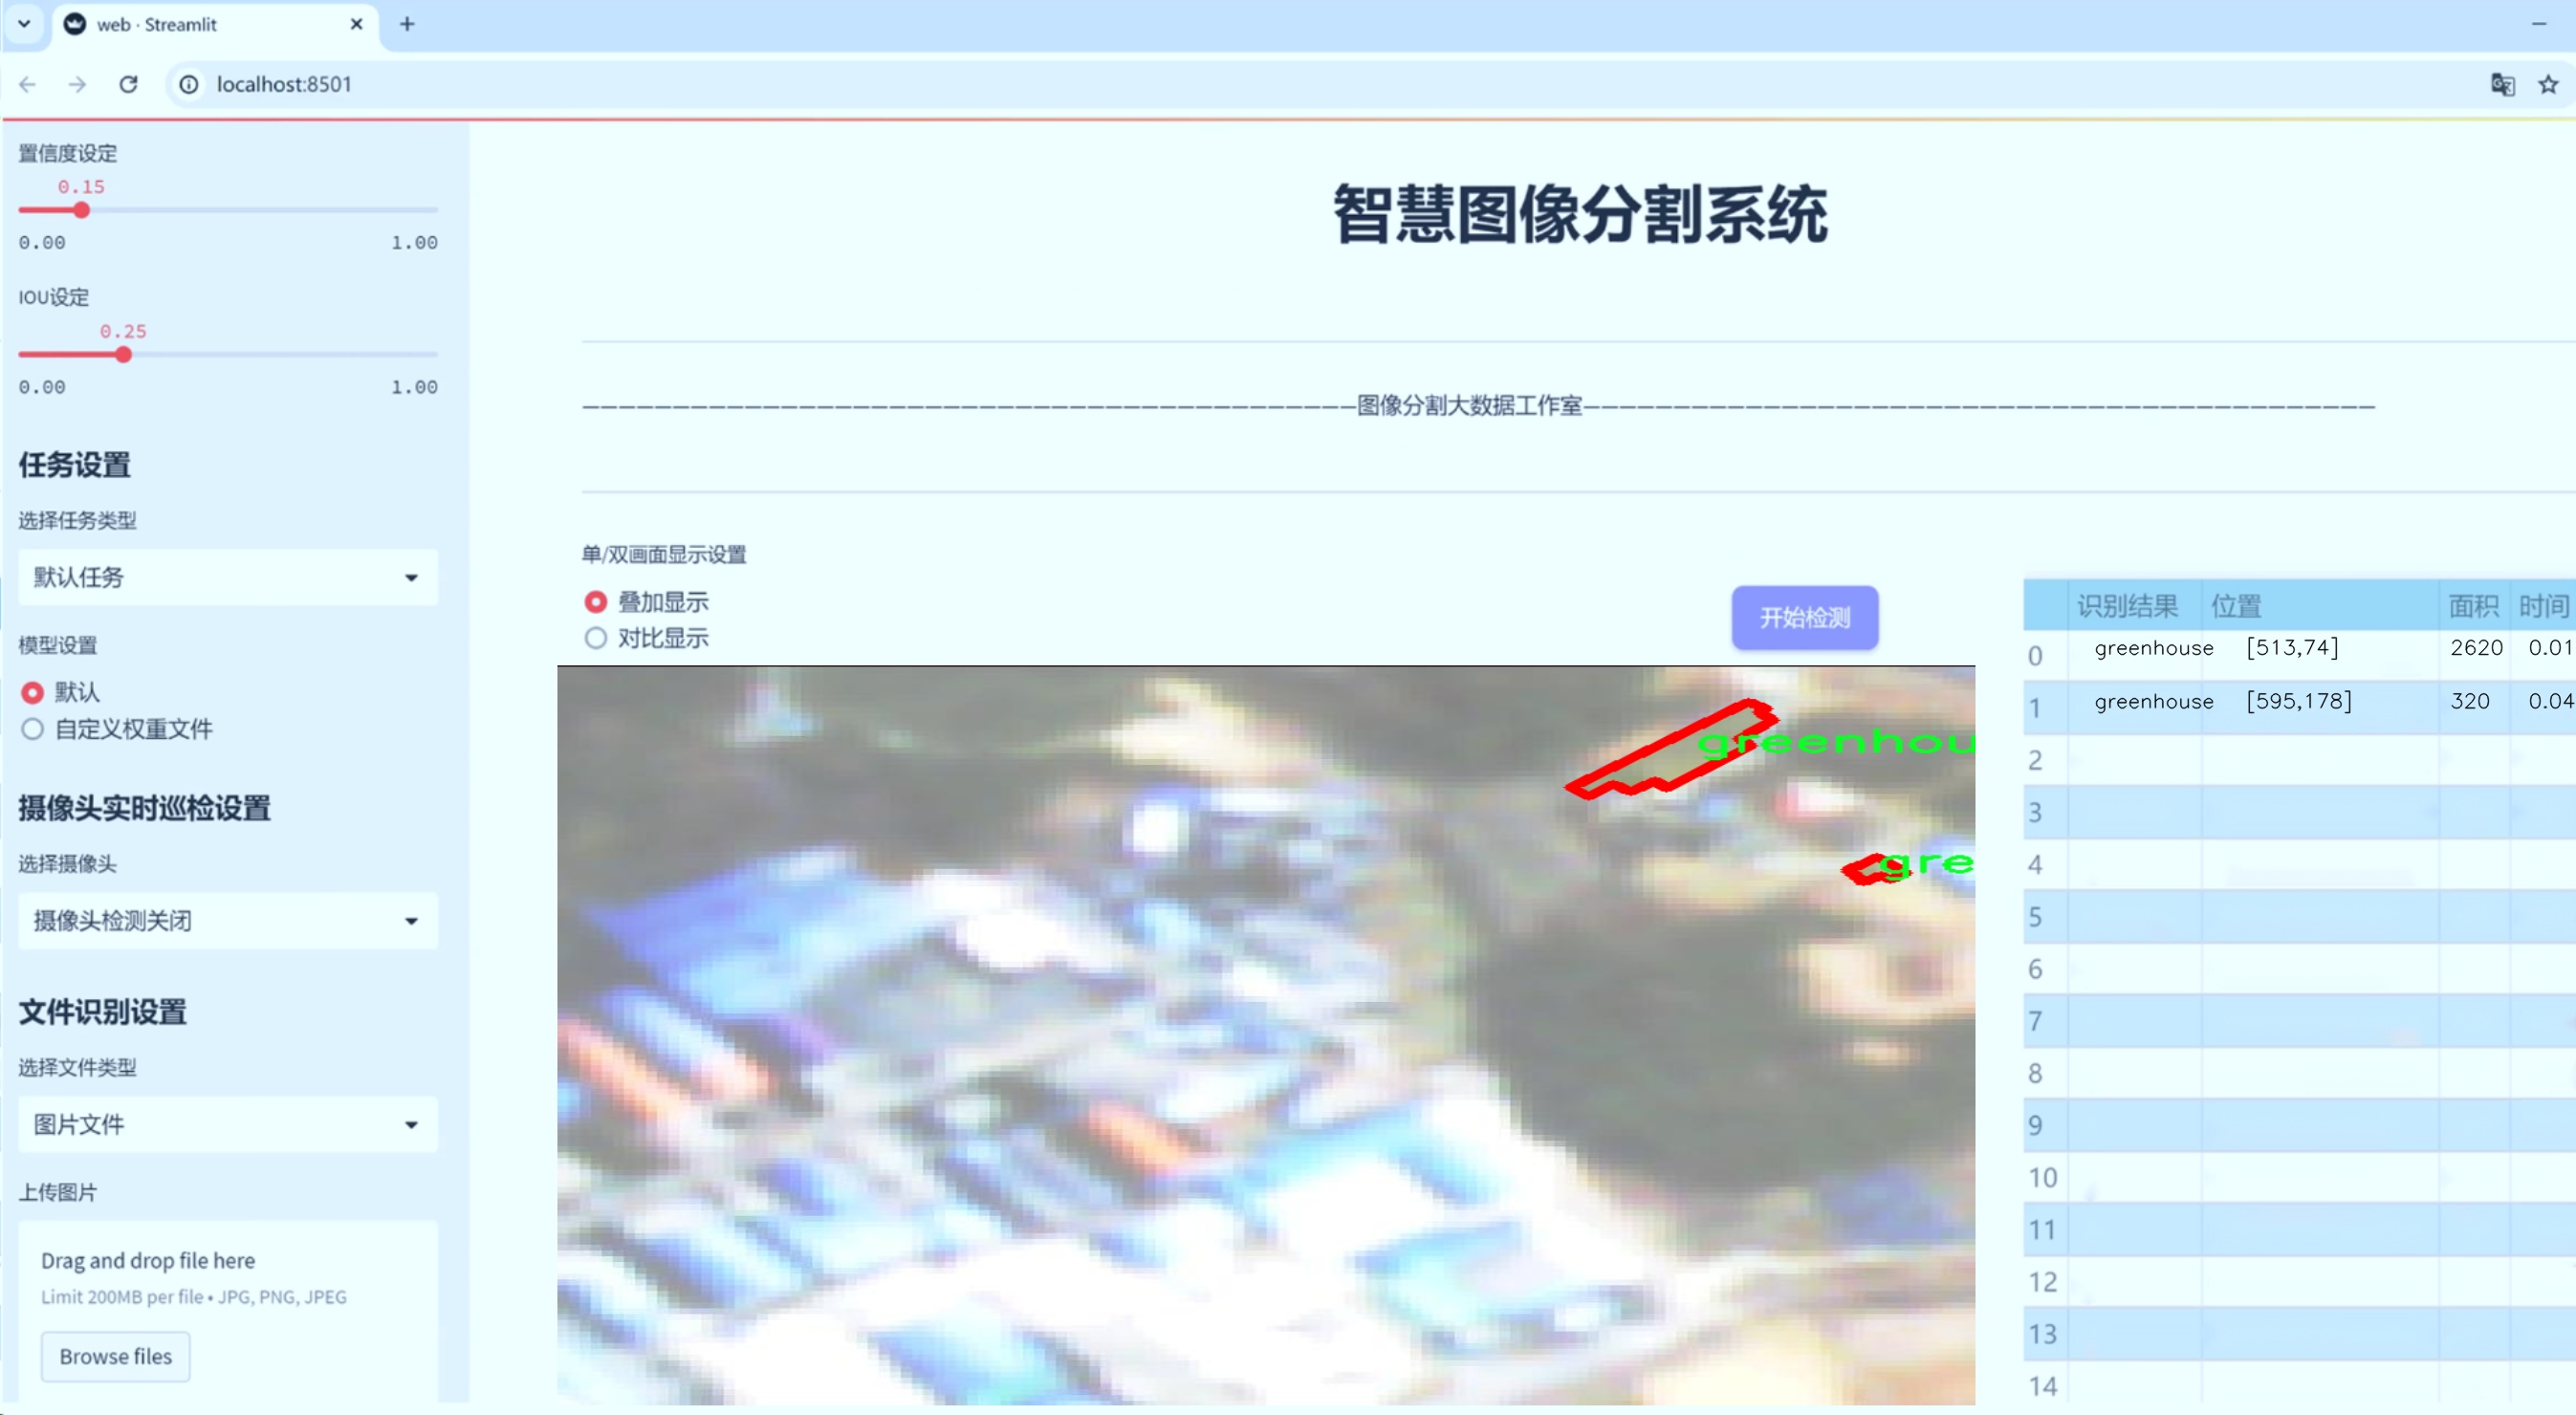 web · Streamlit
localhost:8501
置信度设定
0.15
0.00 1.00
IOU设定
0.25
0.00 1.00
任务设置
选择任务类型
默认任务
模型设置
默认
自定义权重文件
摄像头实时巡检设置
选择摄像头
摄像头检测关闭
文件识别设置
选择文件类型
图片文件
上传图片
Drag and drop file here
Limit 200MB per file • JPG, PNG, JPEG
Browse files
智慧图像分割系统
图像分割大数据工作室
单/双画面显示设置
叠加显示
对比显示
开始检测
greenhou
gre
识别结果 位置 面积 时间
0 greenhouse [513,74] 2620 0.01
1 greenhouse [595,178] 320 0.04
2
3
4
5
6
7
8
9
10
11
12
13
14